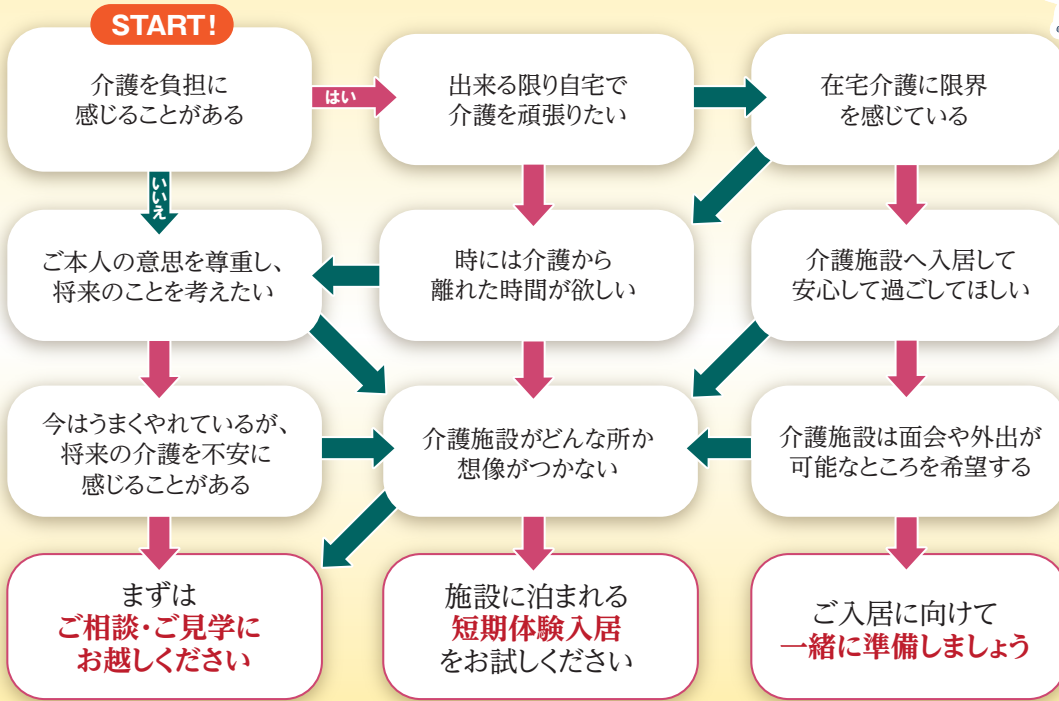 START!
介護を負担に
感じることがある
はい
出来る限り自宅で
介護を頑張りたい
在宅介護に限界
を感じている
いいえ
ご本人の意思を尊重し、
将来のことを考えたい
時には介護から
離れた時間が欲しい
介護施設へ入居して
安心して過ごしてほしい
今はうまくやれているが、
将来の介護を不安に
感じることがある
介護施設がどんな所か
想像がつかない
介護施設は面会や外出が
可能なところを希望する
まずは
ご相談・ご見学に
お越しください
施設に泊まれる
短期体験入居
をお試しください
ご入居に向けて
一緒に準備しましょう